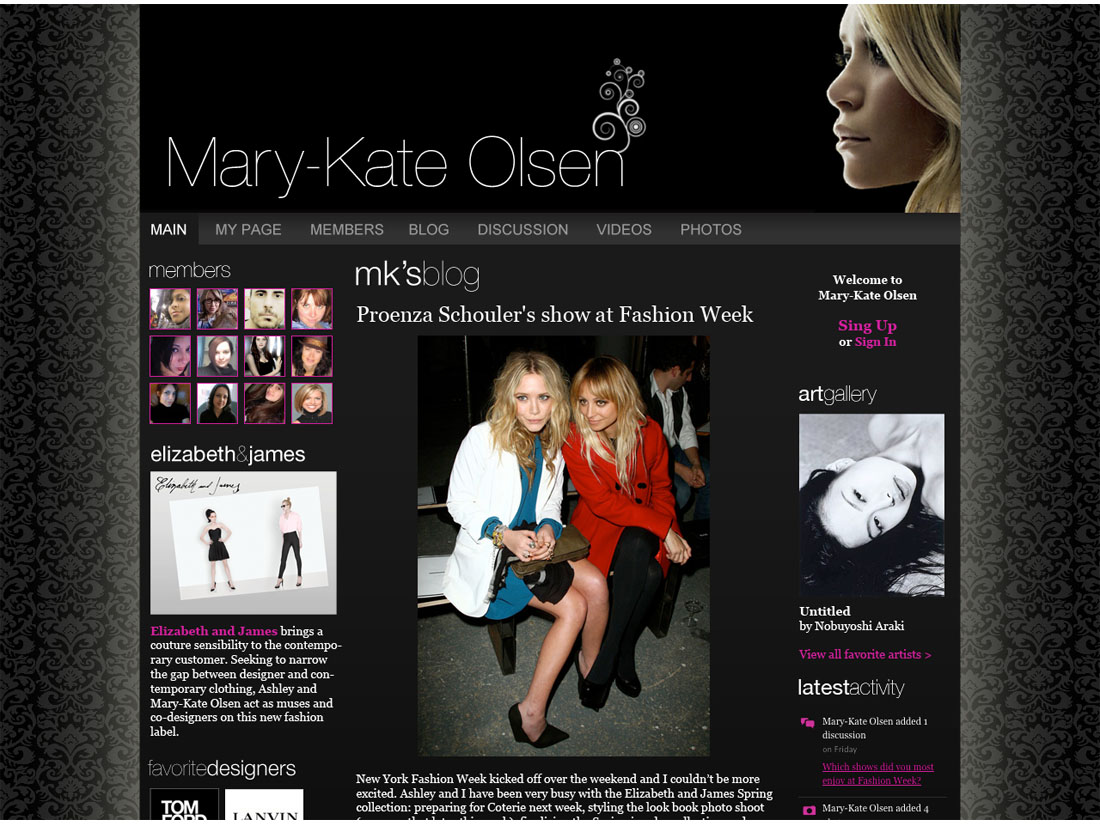 Mary-Kate Olsen
MAIN
MY PAGE
MEMBERS
BLOG
DISCUSSION
VIDEOS
PHOTOS
members
elizabeth&james
Elizabeth and James
Elizabeth and James brings a
couture sensibility to the contempo-
rary customer. Seeking to narrow
the gap between designer and con-
temporary clothing, Ashley and
Mary-Kate Olsen act as muses and
co-designers on this new fashion
label.
favoritedesigners
TOM
FORD
LANVIN
mk'sblog
Proenza Schouler's show at Fashion Week
New York Fashion Week kicked off over the weekend and I couldn't be more
excited. Ashley and I have been very busy with the Elizabeth and James Spring
collection: preparing for Coterie next week, styling the look book photo shoot
Welcome to
Mary-Kate Olsen
Sing Up
or Sign In
artgallery
Untitled
by Nobuyoshi Araki
View all favorite artists >
latestactivity
Mary-Kate Olsen added 1
discussion
on Friday
Which shows did you most
enjoy at Fashion Week?
Mary-Kate Olsen added 4